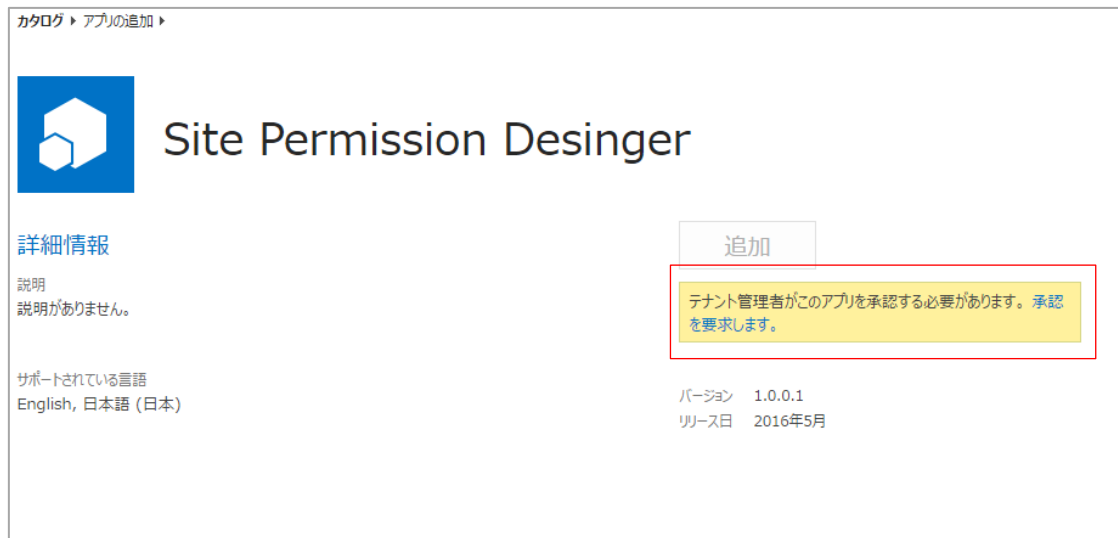 カタログ ▸ アプリの追加 ▸
Site Permission Desinger
詳細情報
説明
説明がありません。
サポートされている言語
English, 日本語 (日本)
追加
テナント管理者がこのアプリを承認する必要があります。 承認
を要求します。
バージョン 1.0.0.1
リリース日 2016年5月